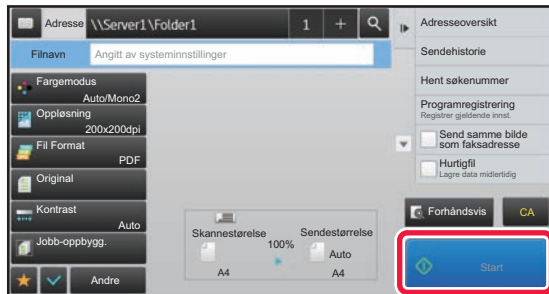 Adresse \\Server1\Folder1 1 +
Filnavn Angitt av systeminnstillinger
Fargemodus
Auto/Mono2
Oppløsning
200x200dpi
Fil Format
PDF
Original
Kontrast
Auto
Jobb-oppbygg.
Andre
Skannestørelse
A4
100%
Sendestørrelse
Auto
A4
Adresseoversikt
Sendehistorie
Hent søkenummer
Programregistrering
Registrer gjeldende innst.
Send samme bilde
som faksadresse
Hurtigfil
Lagre data midlertidig
Forhåndsvis CA
Start